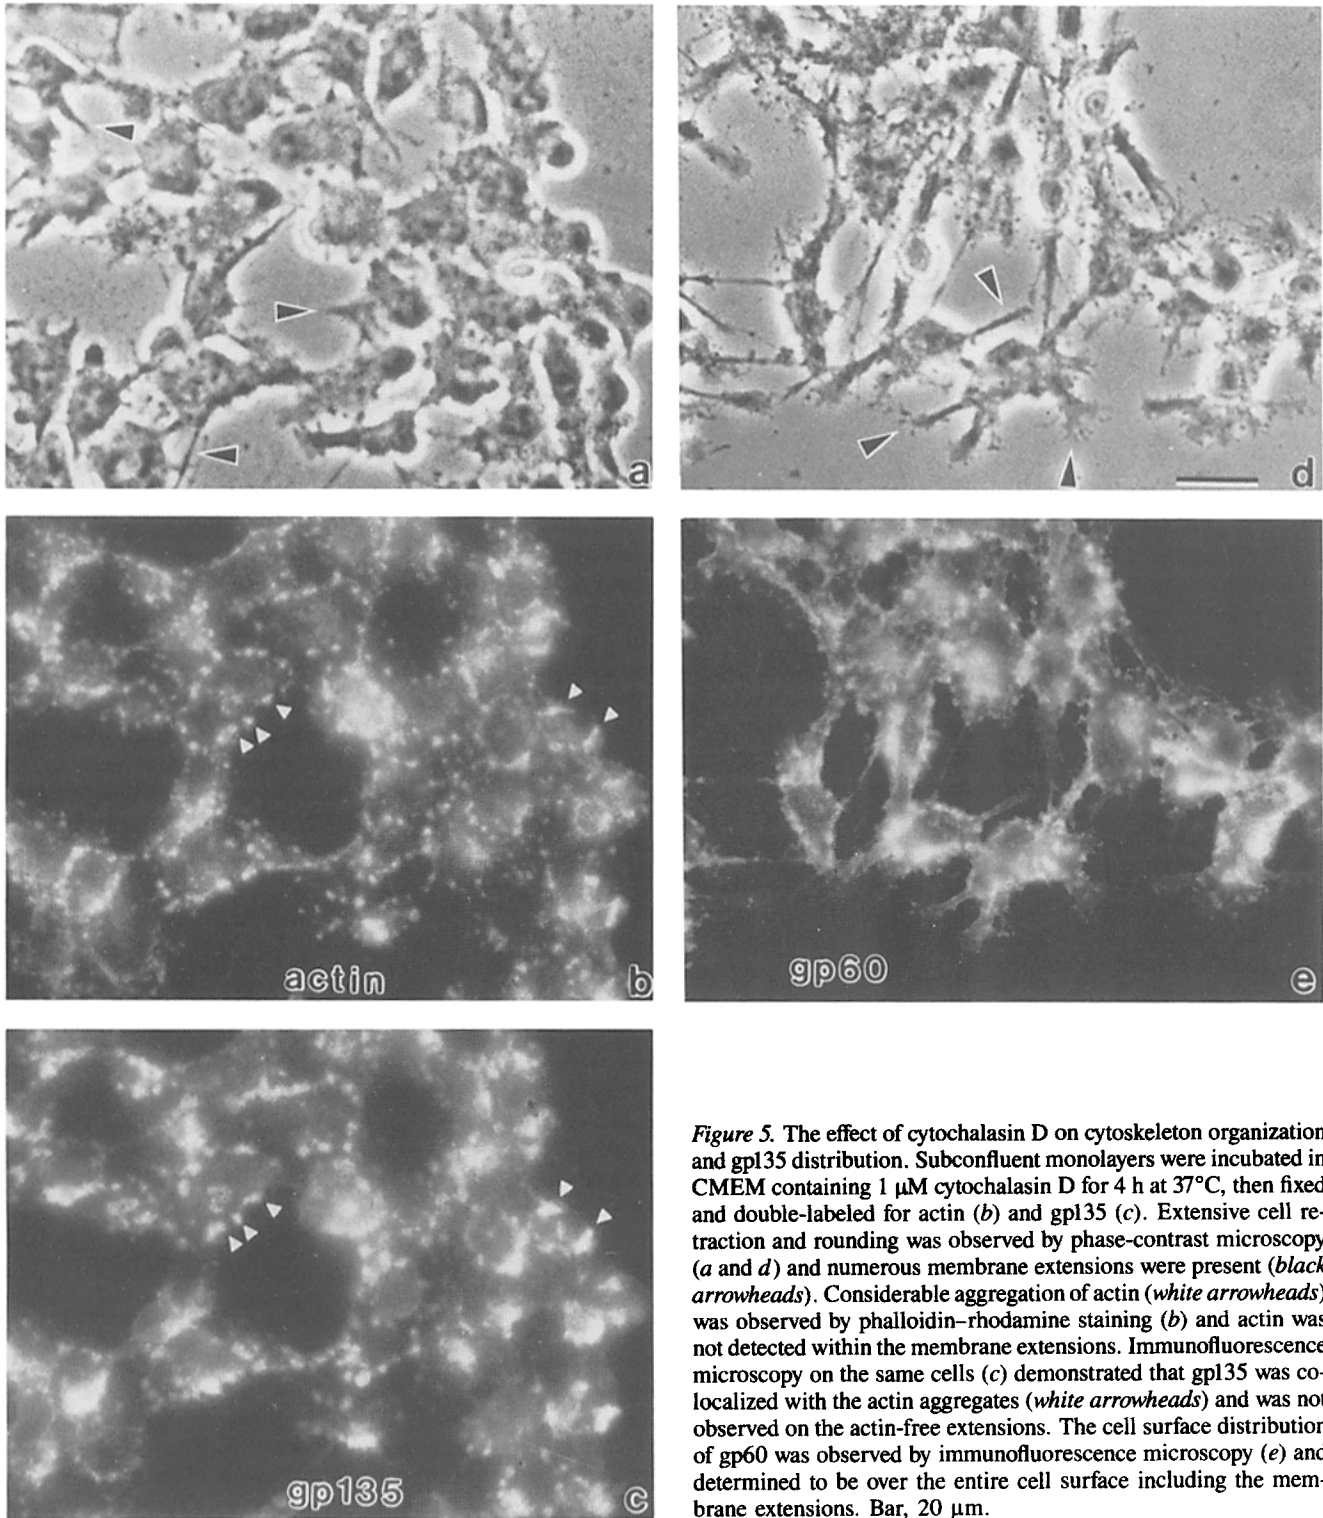 a
d
actin
b
gp60
e
gp135
c
Figure 5. The effect of cytochalasin D on cytoskeleton organization
and gp135 distribution. Subconfluent monolayers were incubated in
CMEM containing 1 μM cytochalasin D for 4 h at 37°C, then fixed
and double-labeled for actin (b) and gp135 (c). Extensive cell re-
traction and rounding was observed by phase-contrast microscopy
(a and d) and numerous membrane extensions were present (black
arrowheads). Considerable aggregation of actin (white arrowheads)
was observed by phalloidin–rhodamine staining (b) and actin was
not detected within the membrane extensions. Immunofluorescence
microscopy on the same cells (c) demonstrated that gp135 was co-
localized with the actin aggregates (white arrowheads) and was not
observed on the actin-free extensions. The cell surface distribution
of gp60 was observed by immunofluorescence microscopy (e) and
determined to be over the entire cell surface including the mem-
brane extensions. Bar, 20 μm.